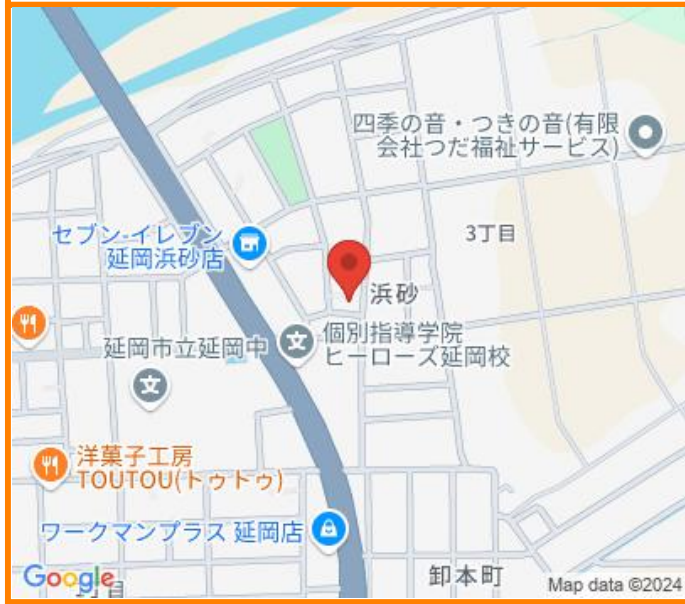 四季の音・つきの音(有限
会社つだ福祉サービス)
セブン-イレブン
延岡浜砂店
3丁目
浜砂
延岡市立延岡中
個別指導学院
ヒーローズ延岡校
洋菓子工房
TOUTOU(トゥトゥ)
ワークマンプラス 延岡店
卸本町
Google
丁目
Map data ©2024